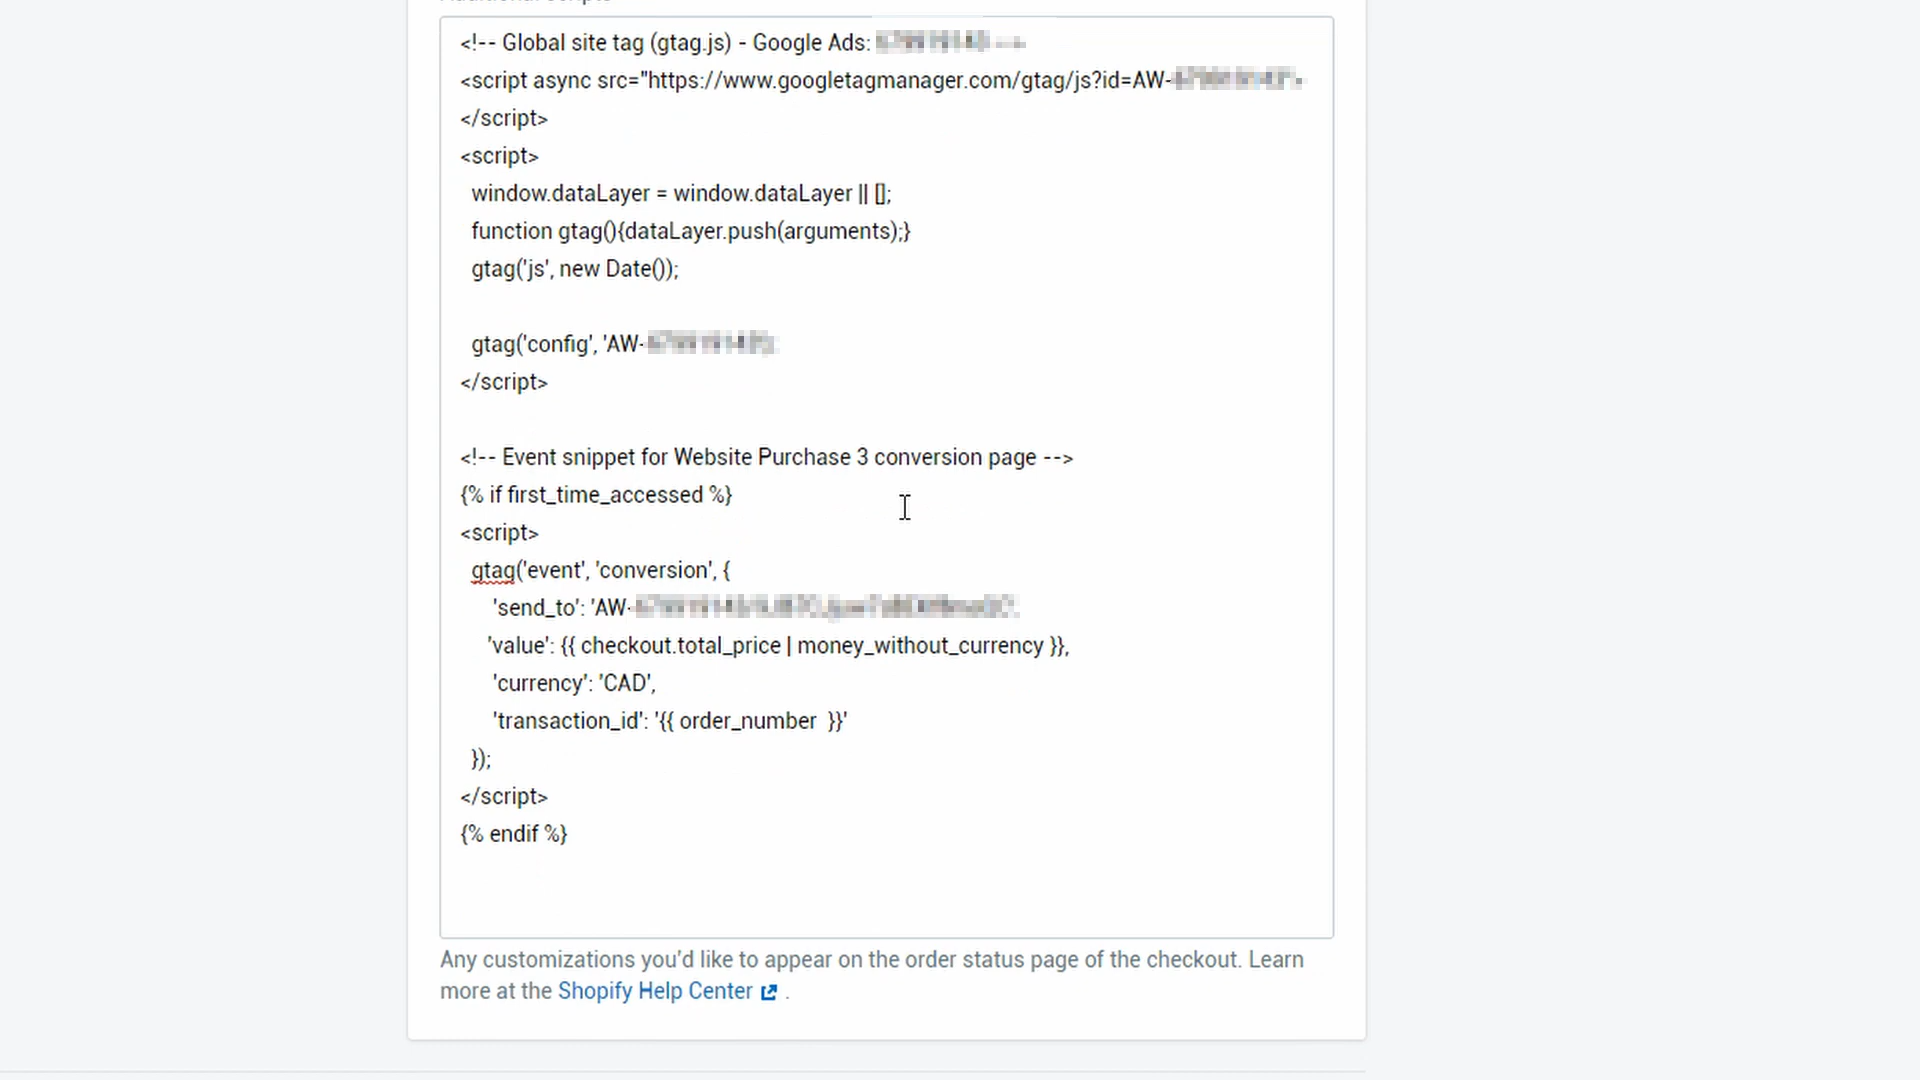 <!-- Global site tag (gtag.js) - Google Ads:
<script async src="https://www.googletagmanager.com/gtag/js?id=AW-
</script>
<script>
window.dataLayer = window.dataLayer || [];
function gtag(){dataLayer.push(arguments);}
gtag('js', new Date());
gtag('config', 'AW-
</script>
<!-- Event snippet for Website Purchase 3 conversion page -->
{% if first_time_accessed %}
<script>
gtag('event', 'conversion', {
'send_to': 'AW-
'value': {{ checkout.total_price | money_without_currency }},
'currency': 'CAD',
'transaction_id': '{{ order_number }}'
});
</script>
{% endif %}
Any customizations you'd like to appear on the order status page of the checkout. Learn
more at the Shopify Help Center .